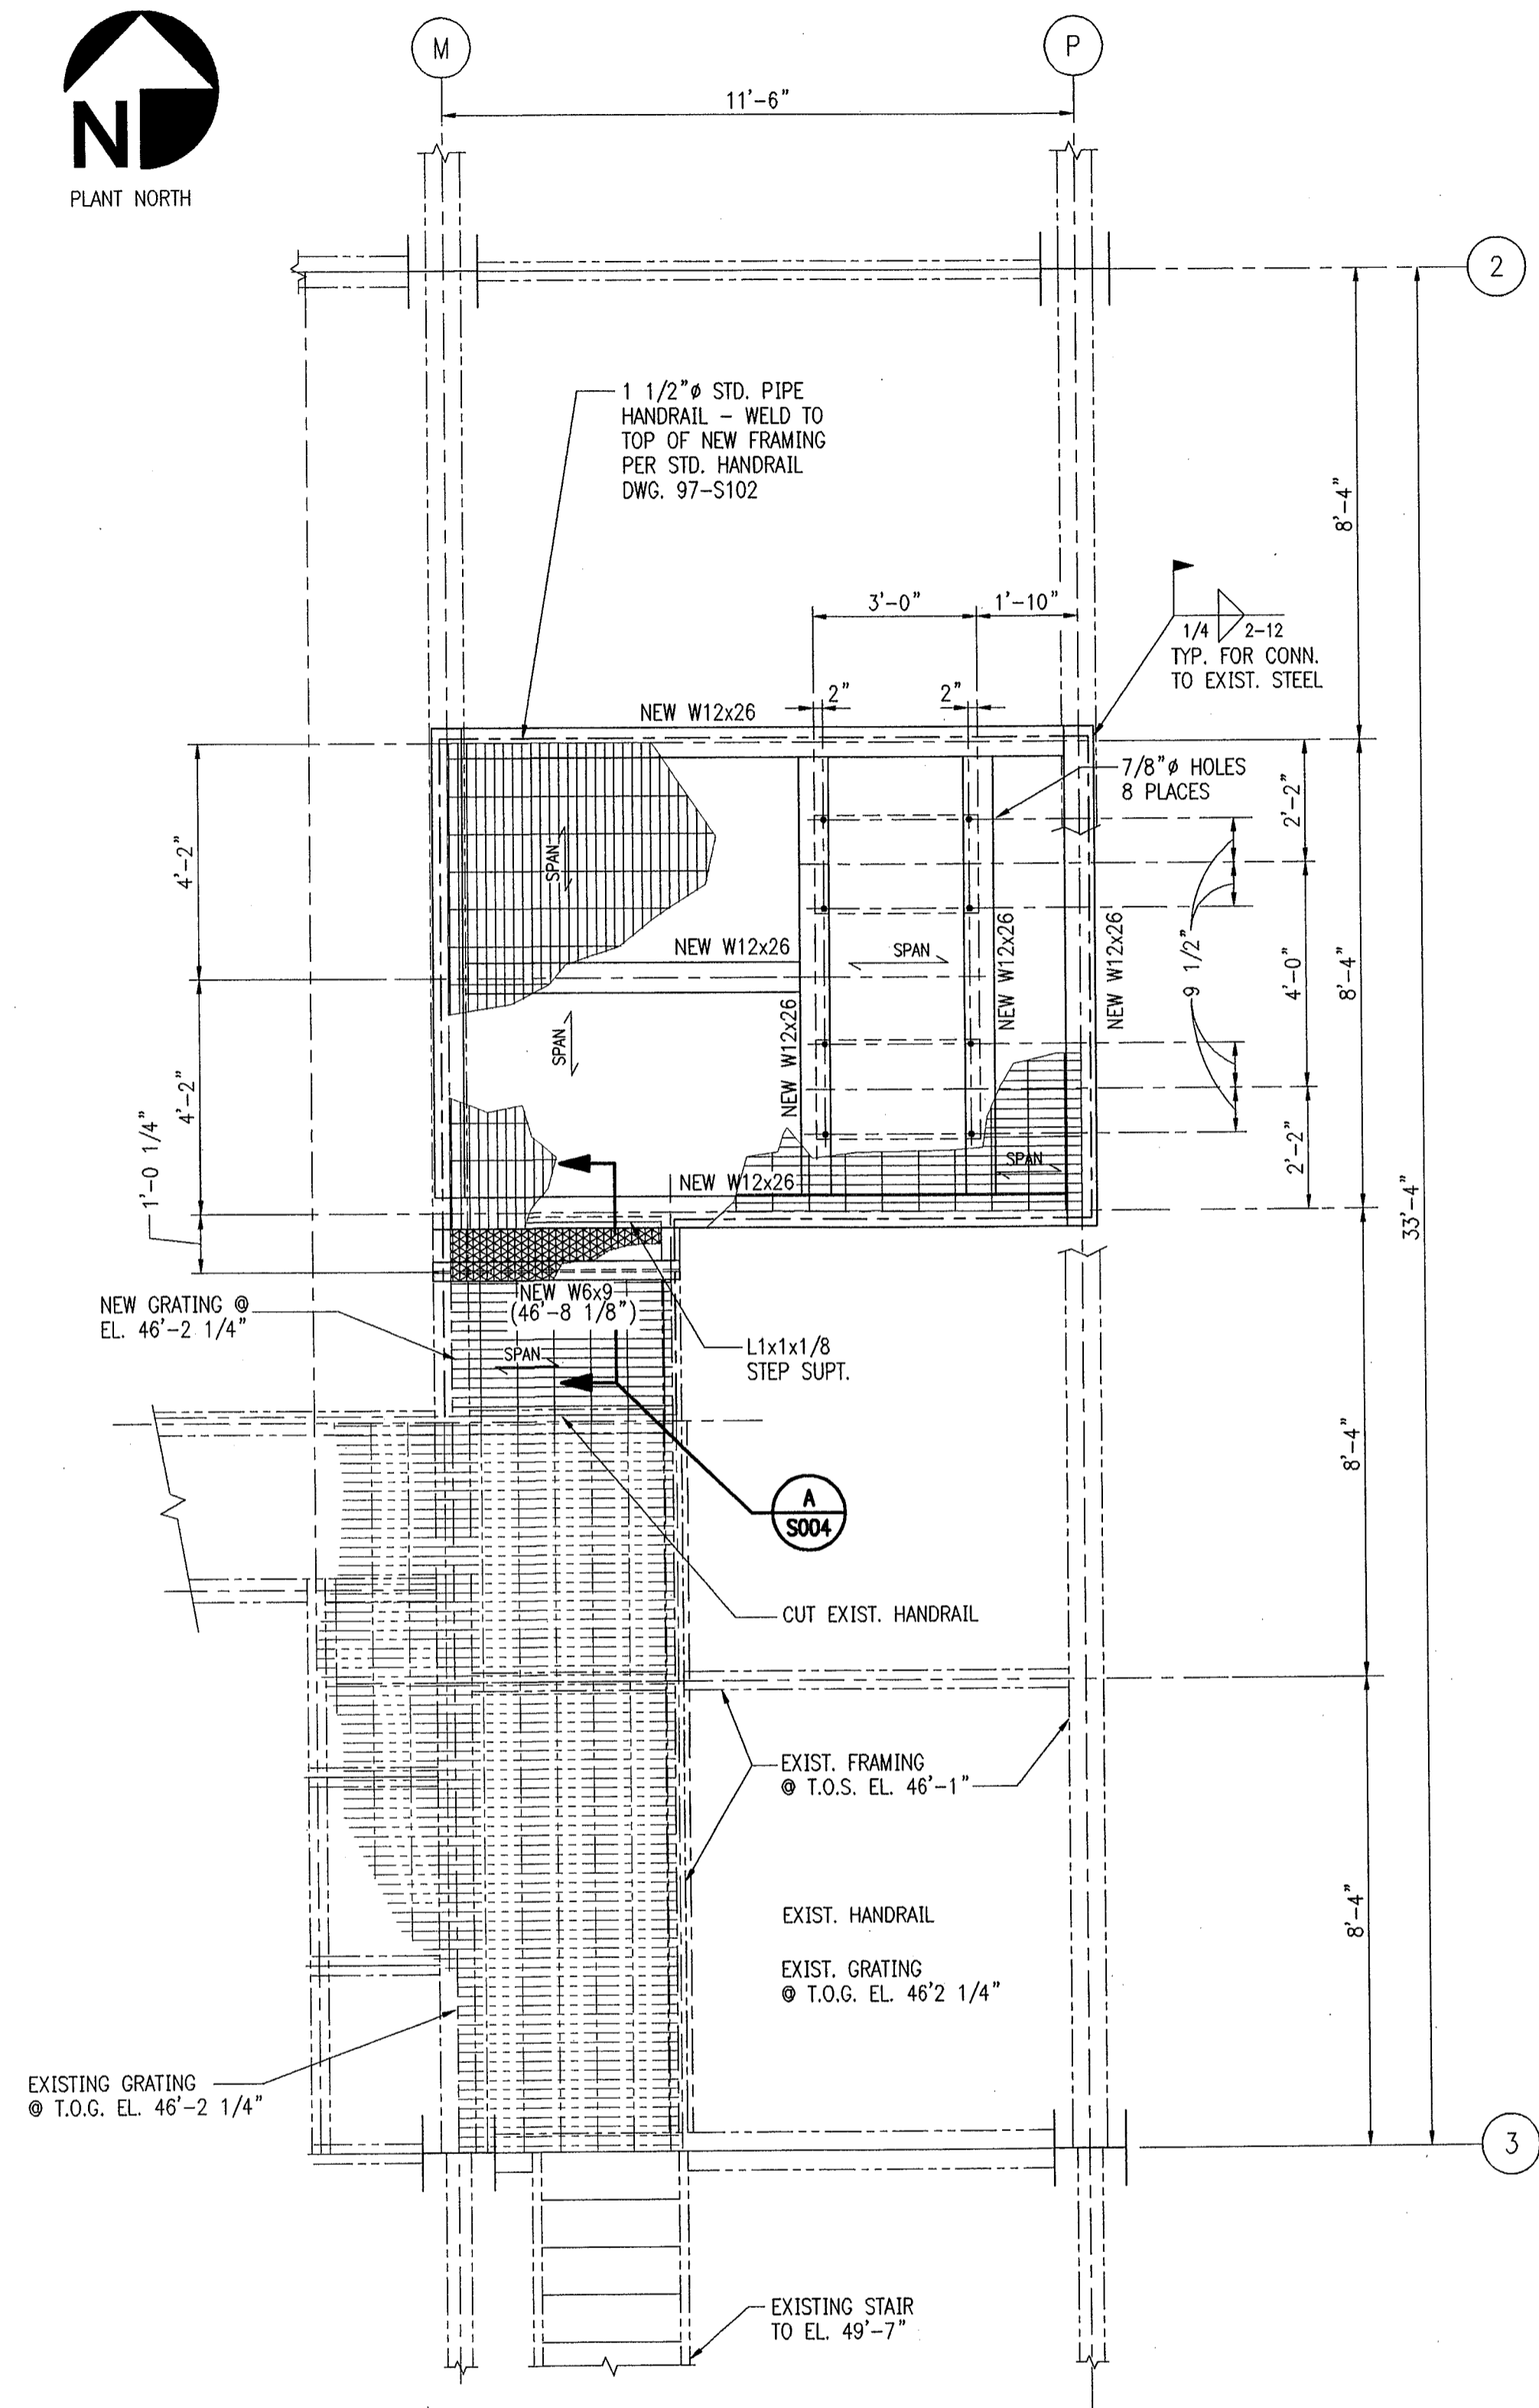 M
P
11'-6"
N
PLANT NORTH
2
1 1/2"ø STD. PIPE
HANDRAIL – WELD TO
TOP OF NEW FRAMING
PER STD. HANDRAIL
DWG. 97-S102
8'-4"
3'-0"
1'-10"
1/4
2-12
TYP. FOR CONN.
TO EXIST. STEEL
2"
2"
NEW W12x26
7/8"ø HOLES
8 PLACES
2'-2"
4'-2"
SPAN
NEW W12x26
SPAN
NEW W12x26
NEW W12x26
9 1/2"
4'-0"
8'-4"
SPAN
NEW W12x26
4'-2"
1'-0 1/4"
2'-2"
SPAN
NEW W12x26
33'-4"
NEW GRATING @
EL. 46'-2 1/4"
NEW W6x9
(46'-8 1/8")
L1x1x1/8
STEP SUPT.
SPAN
8'-4"
A
S004
CUT EXIST. HANDRAIL
EXIST. FRAMING
@ T.O.S. EL. 46'-1"
8'-4"
EXIST. HANDRAIL
EXIST. GRATING
@ T.O.G. EL. 46'2 1/4"
EXISTING GRATING
@ T.O.G. EL. 46'-2 1/4"
3
EXISTING STAIR
TO EL. 49'-7"